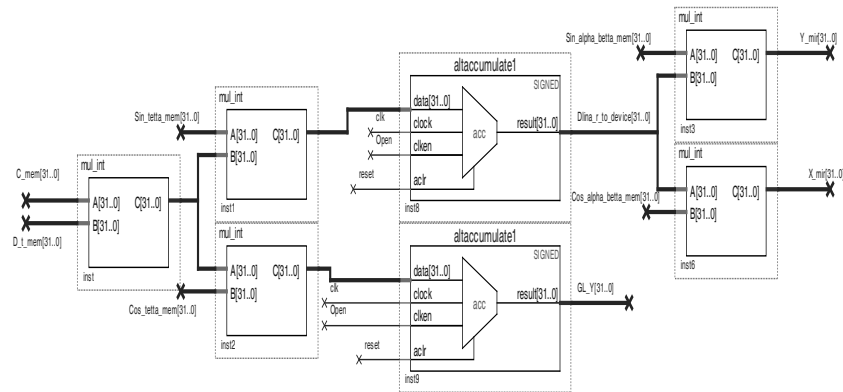 mul_int
Sin_alpha_betta_mem[31..0]
Y_mir[31..0]
A[31..0]
C[31..0]
B[31..0]
inst3
altaccumulate1
SIGNED
data[31..0]
clk
clock
Open
clken
acc
result[31..0]
reset
aclr
inst8
Dlina_r_to_device[31..0]
mul_int
Sin_tetta_mem[31..0]
A[31..0]
C[31..0]
B[31..0]
inst1
mul_int
C_mem[31..0]
A[31..0]
C[31..0]
B[31..0]
D_t_mem[31..0]
inst
mul_int
X_mir[31..0]
A[31..0]
C[31..0]
Cos_alpha_betta_mem[31..0]
B[31..0]
inst6
mul_int
A[31..0]
C[31..0]
B[31..0]
Cos_tetta_mem[31..0]
inst2
altaccumulate1
SIGNED
data[31..0]
clk
clock
Open
clken
acc
result[31..0]
GL_Y[31..0]
reset
aclr
inst9